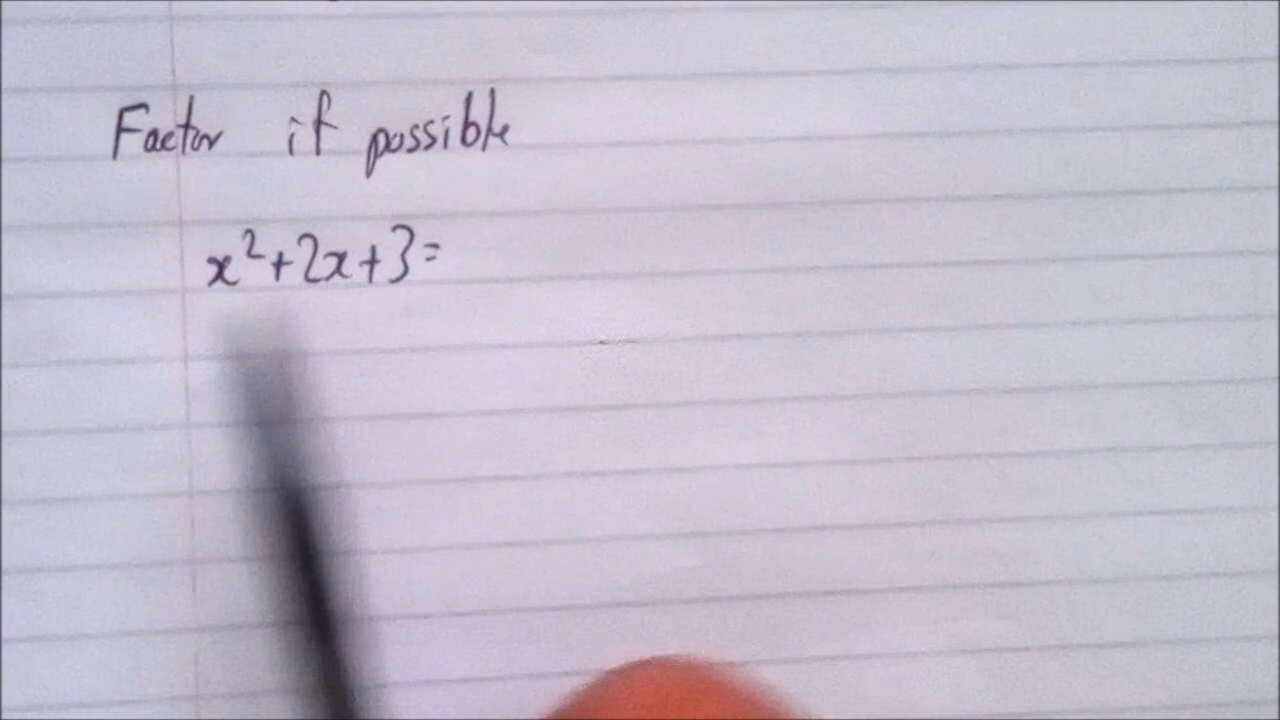 Factor if possible
x²+2x+3=